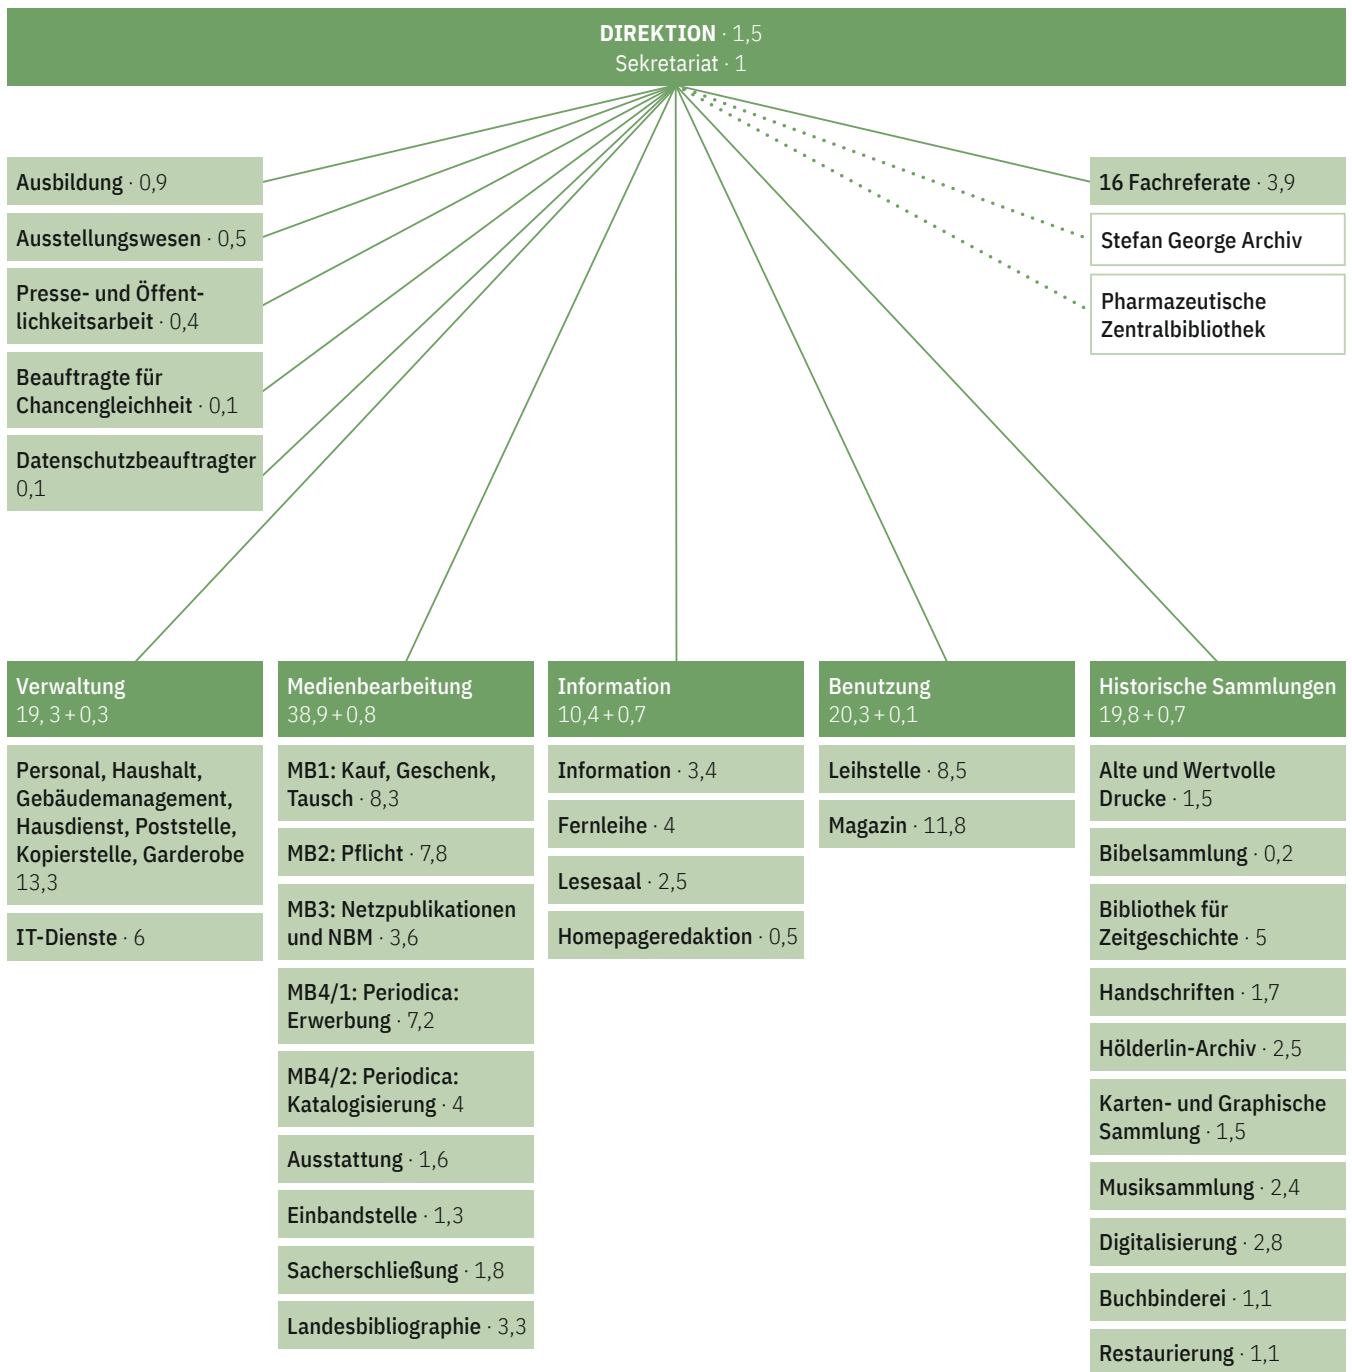 DIREKTION · 1,5
Sekretariat · 1
Ausbildung · 0,9
Ausstellungswesen · 0,5
Presse- und Öffent-
lichkeitsarbeit · 0,4
Beauftragte für
Chancengleichheit · 0,1
Datenschutzbeauftragter
0,1
16 Fachreferate · 3,9
Stefan George Archiv
Pharmazeutische
Zentralbibliothek
Verwaltung
19, 3 + 0,3
Personal, Haushalt,
Gebäudemanagement,
Hausdienst, Poststelle,
Kopierstelle, Garderobe
13,3
IT-Dienste · 6
Medienbearbeitung
38,9 + 0,8
MB1: Kauf, Geschenk,
Tausch · 8,3
MB2: Pflicht · 7,8
MB3: Netzpublikationen
und NBM · 3,6
MB4/1: Periodica:
Erwerbung · 7,2
MB4/2: Periodica:
Katalogisierung · 4
Ausstattung · 1,6
Einbandstelle · 1,3
Sacherschließung · 1,8
Landesbibliographie · 3,3
Information
10,4 + 0,7
Information · 3,4
Fernleihe · 4
Lesesaal · 2,5
Homepageredaktion · 0,5
Benutzung
20,3 + 0,1
Leihstelle · 8,5
Magazin · 11,8
Historische Sammlungen
19,8 + 0,7
Alte und Wertvolle
Drucke · 1,5
Bibelsammlung · 0,2
Bibliothek für
Zeitgeschichte · 5
Handschriften · 1,7
Hölderlin-Archiv · 2,5
Karten- und Graphische
Sammlung · 1,5
Musiksammlung · 2,4
Digitalisierung · 2,8
Buchbinderei · 1,1
Restaurierung · 1,1